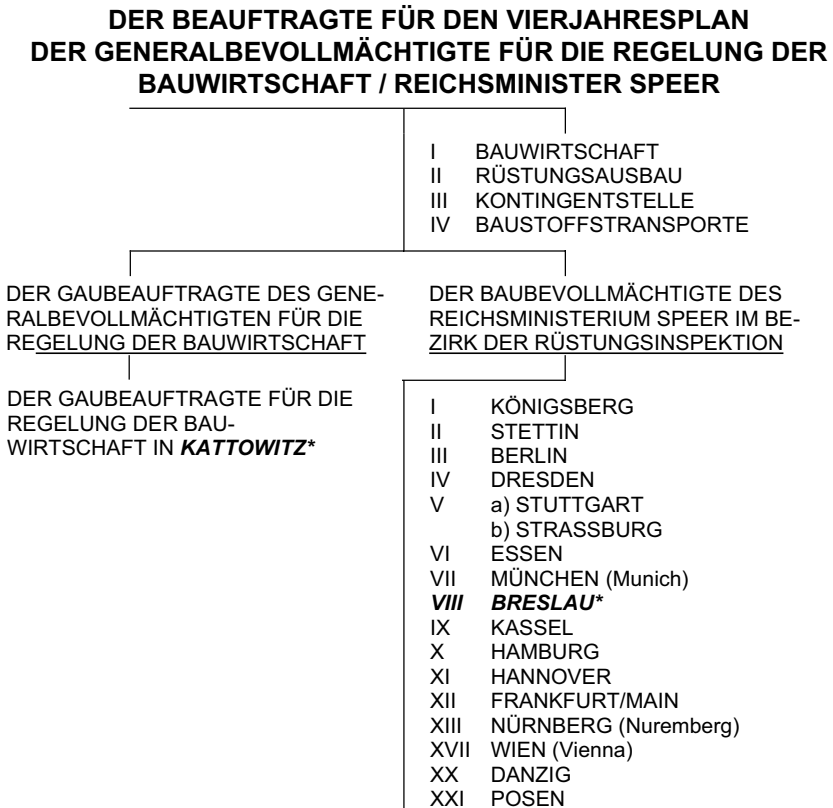 DER BEAUFTRAGTE FÜR DEN VIERJAHRESPLAN
DER GENERALBEVOLLMÄCHTIGTE FÜR DIE REGELUNG DER
BAUWIRTSCHAFT / REICHSMINISTER SPEER
I BAUWIRTSCHAFT
II RÜSTUNGSAUSBAU
III KONTINGENTSTELLE
IV BAUSTOFFSTRANSPORTE
DER GAUBEAUFTRAGTE DES GENE-
RALBEVOLLMÄCHTIGTEN FÜR DIE
REGELUNG DER BAUWIRTSCHAFT
DER GAUBEAUFTRAGTE FÜR DIE
REGELUNG DER BAU-
WIRTSCHAFT IN KATTOWITZ*
DER BAUBEVOLLMÄCHTIGTE DES
REICHSMINISTERIUM SPEER IM BE-
ZIRK DER RÜSTUNGSINSPEKTION
I KÖNIGSBERG
II STETTIN
III BERLIN
IV DRESDEN
V a) STUTTGART
b) STRASSBURG
VI ESSEN
VII MÜNCHEN (Munich)
VIII BRESLAU*
IX KASSEL
X HAMBURG
XI HANNOVER
XII FRANKFURT/MAIN
XIII NÜRNBERG (Nuremberg)
XVII WIEN (Vienna)
XX DANZIG
XXI POSEN